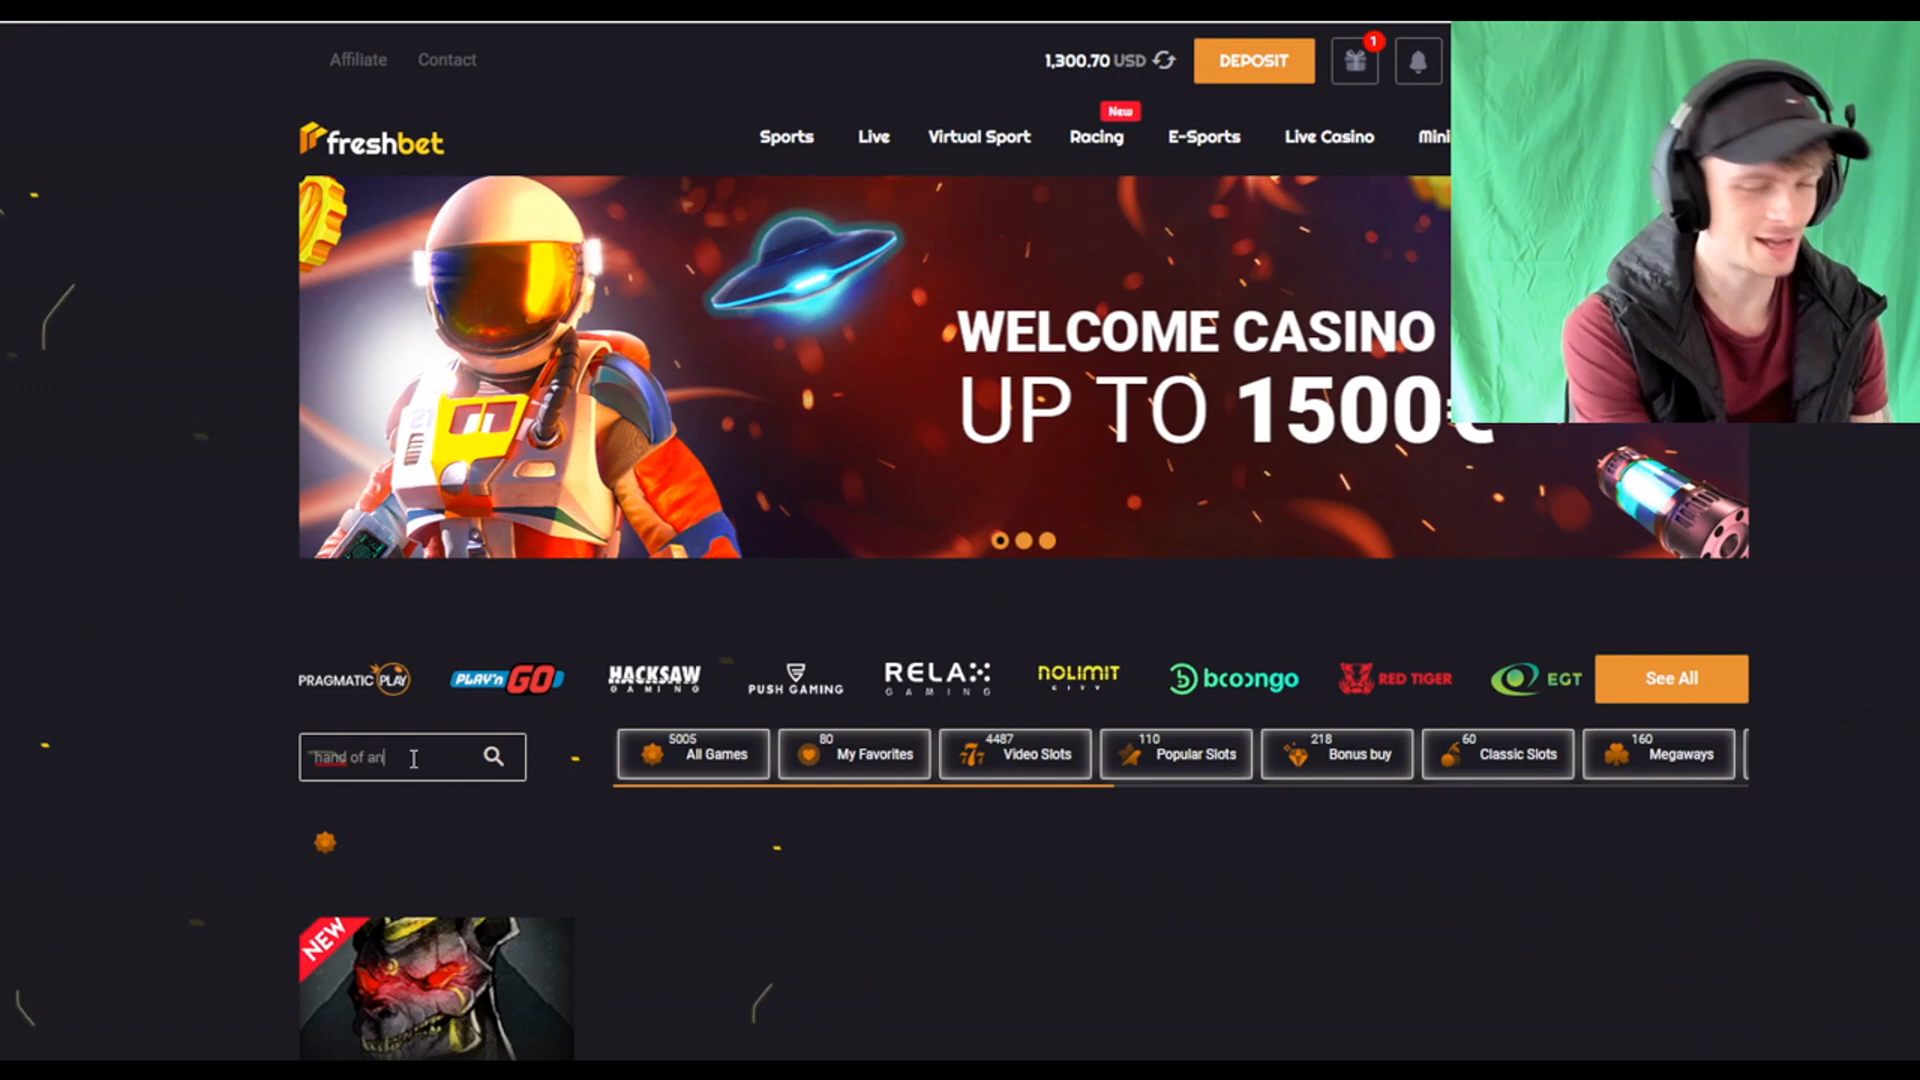 Affiliate Contact
1,300.70 USD
DEPOSIT
1
freshbet
New
Sports Live Virtual Sport Racing E-Sports Live Casino Mini
WELCOME CASINO
UP TO 1500€
PRAGMATIC PLAY
PLAY'n GO
HACKSAW
GAMING
PUSH GAMING
RELAX
GAMING
NOLIMIT
CITY
booongo
RED TIGER
EGT
See All
hand of an
5005
All Games
80
My Favorites
4487
Video Slots
110
Popular Slots
218
Bonus buy
60
Classic Slots
160
Megaways
NEW